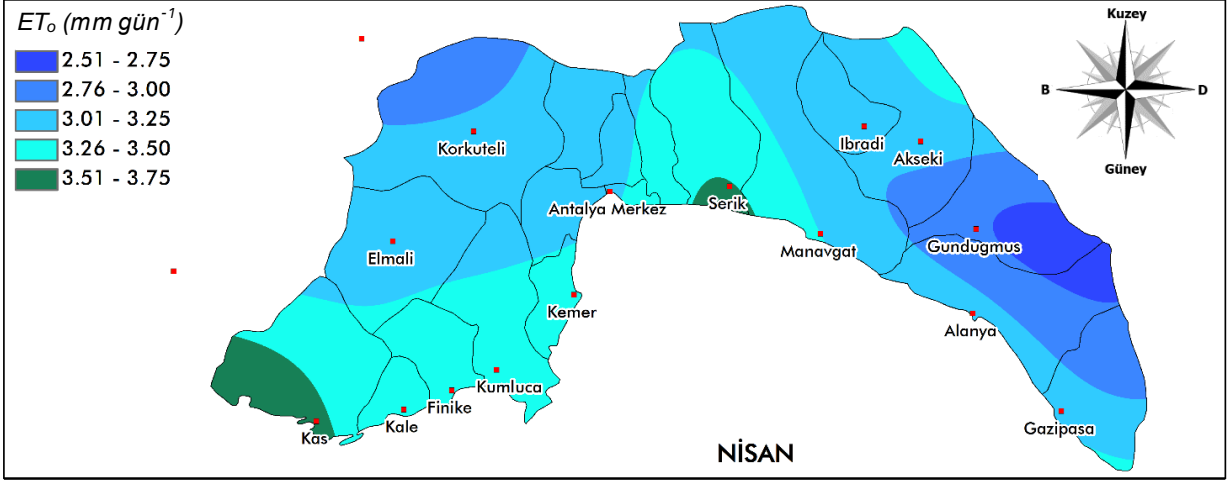 ETo (mm gün-1)
2.51 - 2.75
2.76 - 3.00
3.01 - 3.25
3.26 - 3.50
3.51 - 3.75
Kuzey
B
D
Güney
Korkuteli
Ibradi
Akseki
Antalya Merkez
Serik
Elmali
Manavgat
Gundugmus
Kemer
Alanya
Kumluca
Finike
Kale
Kas
Gazipasa
NİSAN